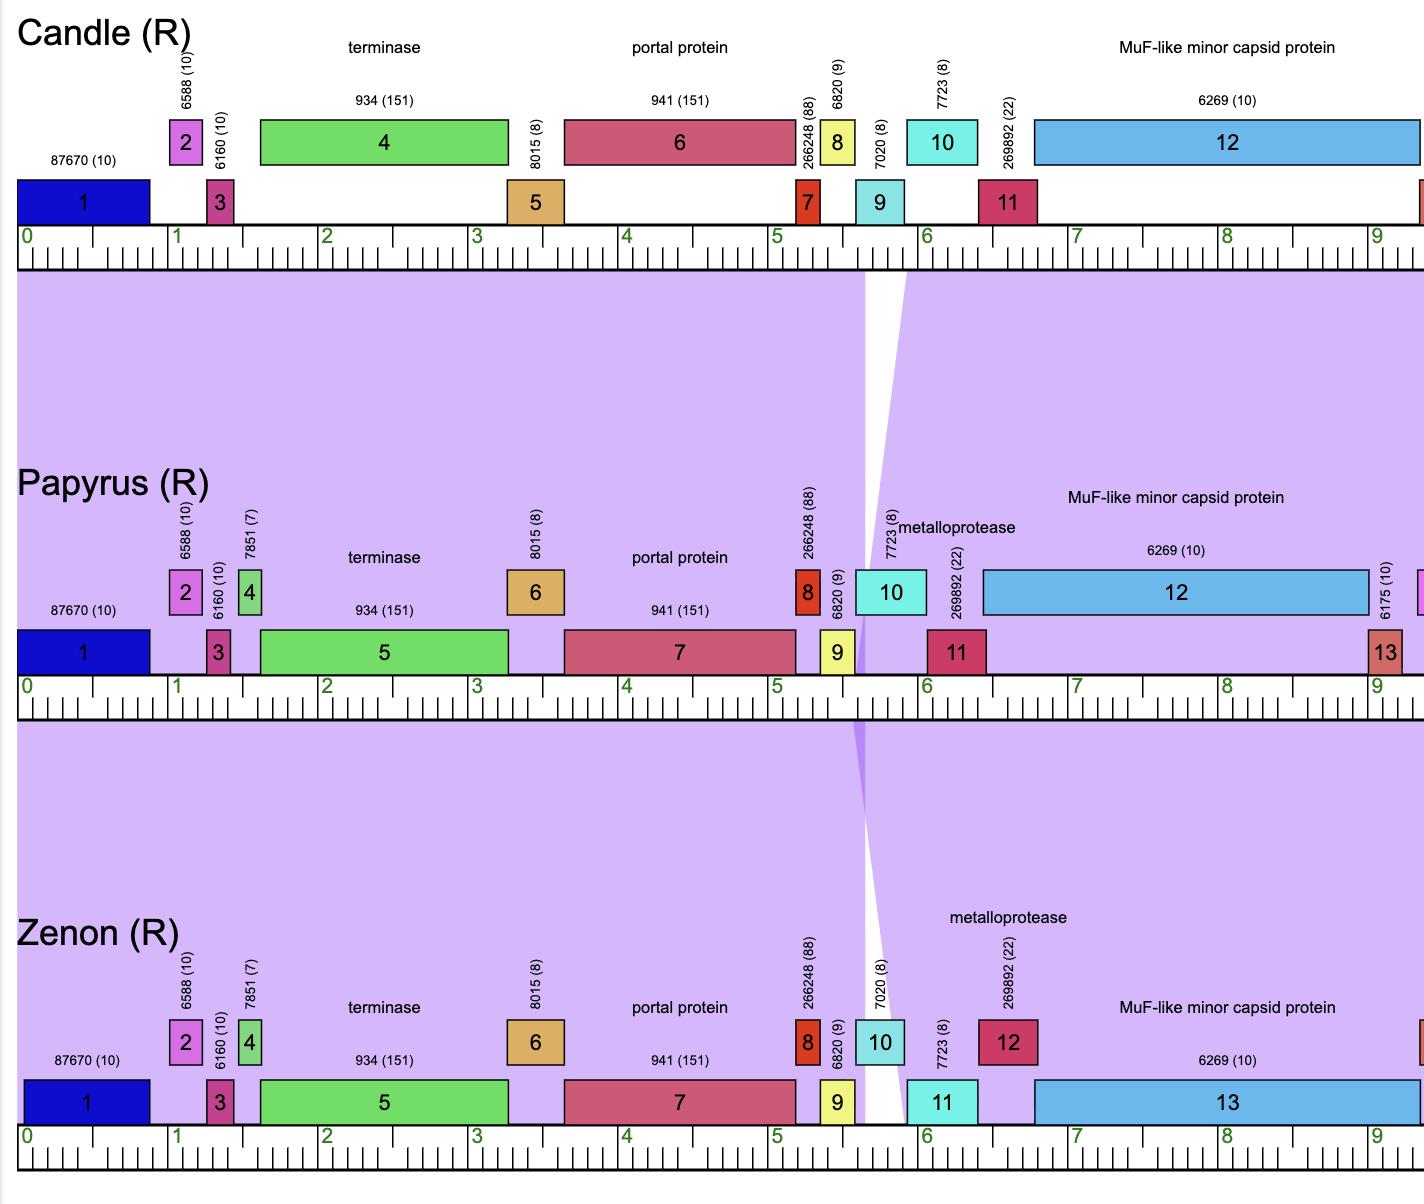 Candle (R)
terminase
portal protein
MuF-like minor capsid protein
87670 (10)
6588 (10)
6160 (10)
934 (151)
8015 (8)
941 (151)
266248 (88)
6820 (9)
7020 (8)
7723 (8)
269892 (22)
6269 (10)
1 2 3 4 5 6 7 8 9 10 11 12
0 1 2 3 4 5 6 7 8 9
Papyrus (R)
terminase
portal protein
metalloprotease
MuF-like minor capsid protein
87670 (10)
6588 (10)
6160 (10)
7851 (7)
934 (151)
8015 (8)
941 (151)
266248 (88)
6820 (9)
7723 (8)
269892 (22)
6269 (10)
6175 (10)
1 2 3 4 5 6 7 8 9 10 11 12 13
0 1 2 3 4 5 6 7 8 9
Zenon (R)
terminase
portal protein
metalloprotease
MuF-like minor capsid protein
87670 (10)
6588 (10)
6160 (10)
7851 (7)
934 (151)
8015 (8)
941 (151)
266248 (88)
6820 (9)
7020 (8)
7723 (8)
269892 (22)
6269 (10)
1 2 3 4 5 6 7 8 9 10 11 12 13
0 1 2 3 4 5 6 7 8 9